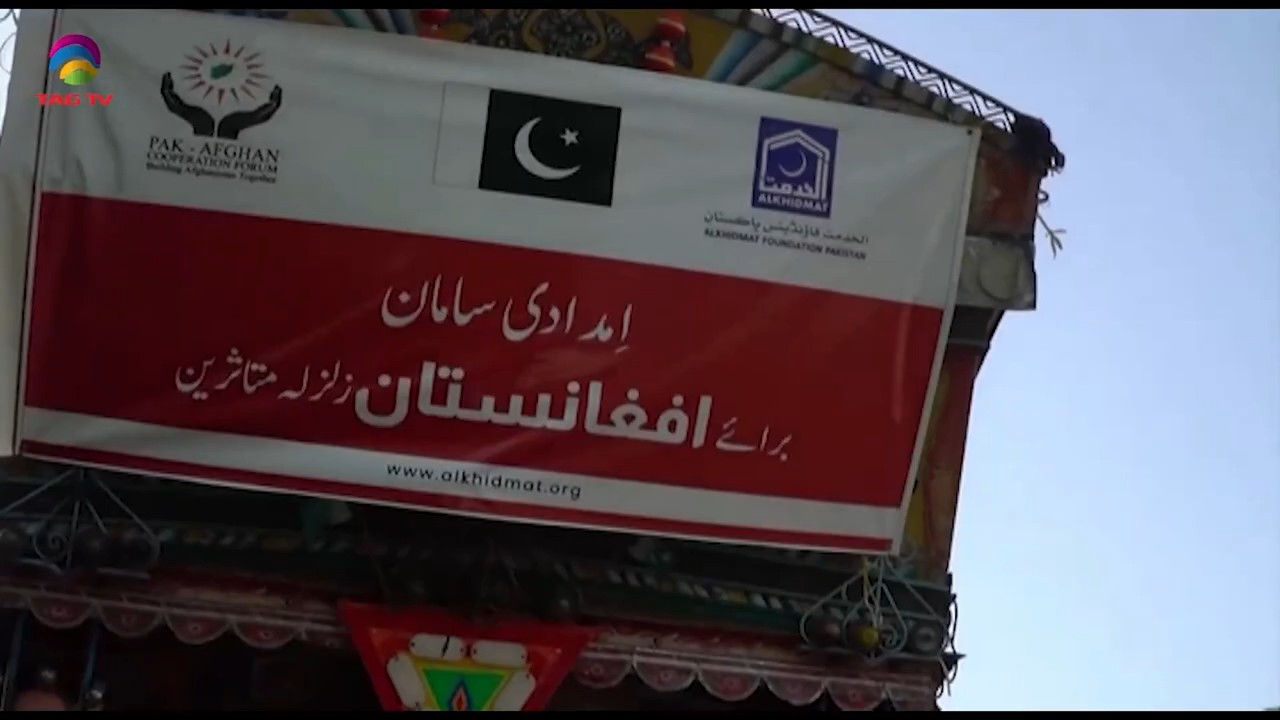 TAG TV
PAK - AFGHAN
COOPERATION FORUM
Building Afghanistan Together
الخدمت
ALKHIDMAT
الخدمت فاؤنڈیشن پاکستان
ALKHIDMAT FOUNDATION PAKISTAN
اِمدادی سامان
برائے افغانستان زلزلہ متاثرین
www.alkhidmat.org